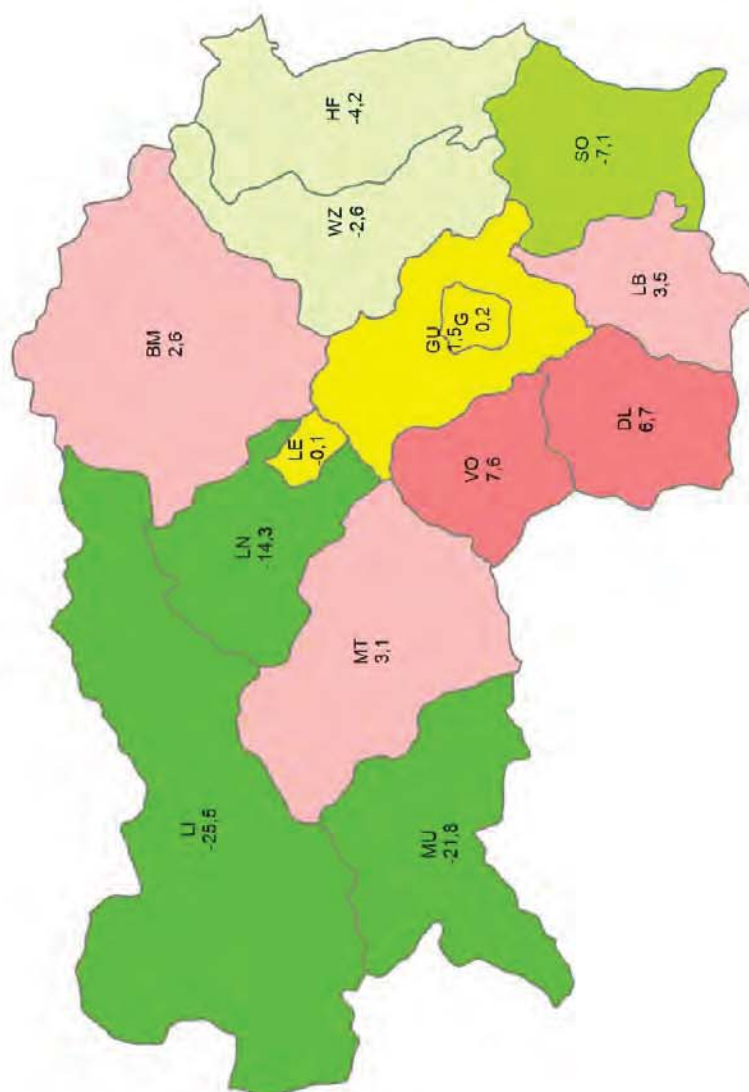 BM
2,6
LI
-25,5
LN
-14,3
LE
-0,1
HF
-4,2
WZ
-2,6
MT
3,1
MU
-21,8
GU
1,5
G
0,2
VO
7,6
SO
-7,1
DL
6,7
LB
3,5